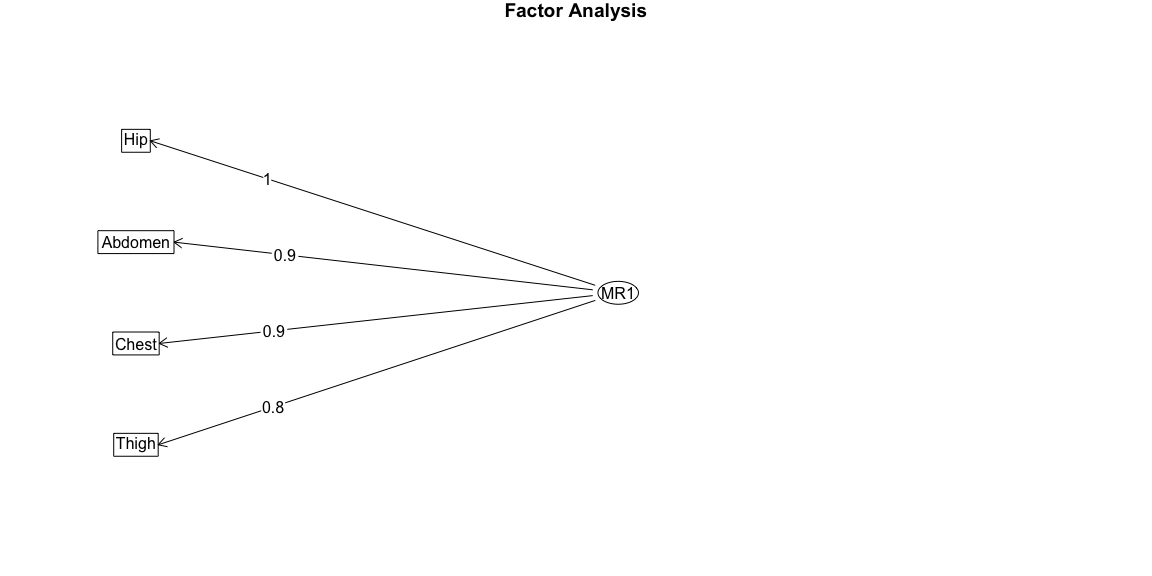 Factor Analysis
Hip
1
Abdomen
0.9
MR1
0.9
Chest
0.8
Thigh